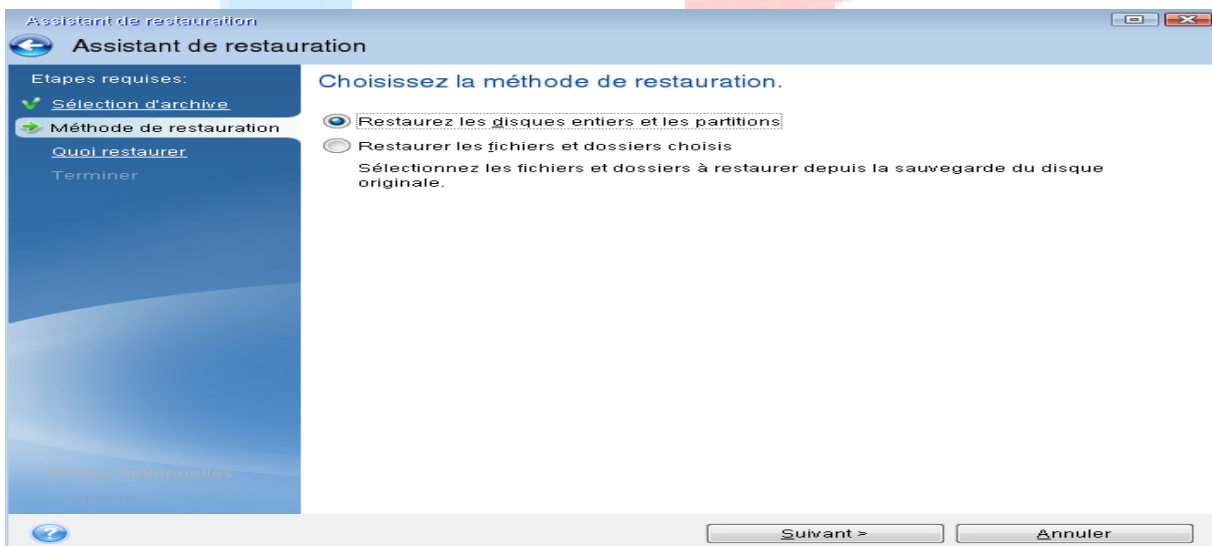 Assistant de restauration
Assistant de restauration
Etapes requises:
Sélection d'archive
Méthode de restauration
Quoi restaurer
Terminer
Choisissez la méthode de restauration.
Restaurez les disques entiers et les partitions
Restaurer les fichiers et dossiers choisis
Sélectionnez les fichiers et dossiers à restaurer depuis la sauvegarde du disque
originale.
Suivant >
Annuler